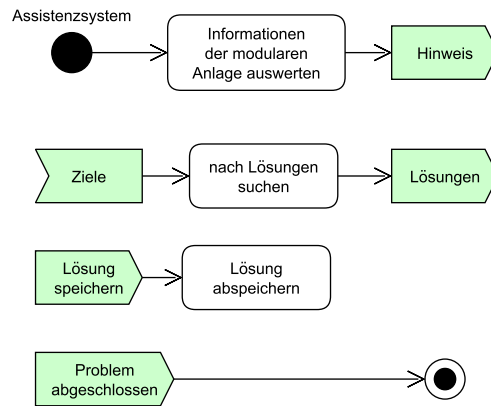 Assistenzsystem
Informationen
der modularen
Anlage auswerten
Hinweis
Ziele
nach Lösungen
suchen
Lösungen
Lösung
speichern
Lösung
abspeichern
Problem
abgeschlossen